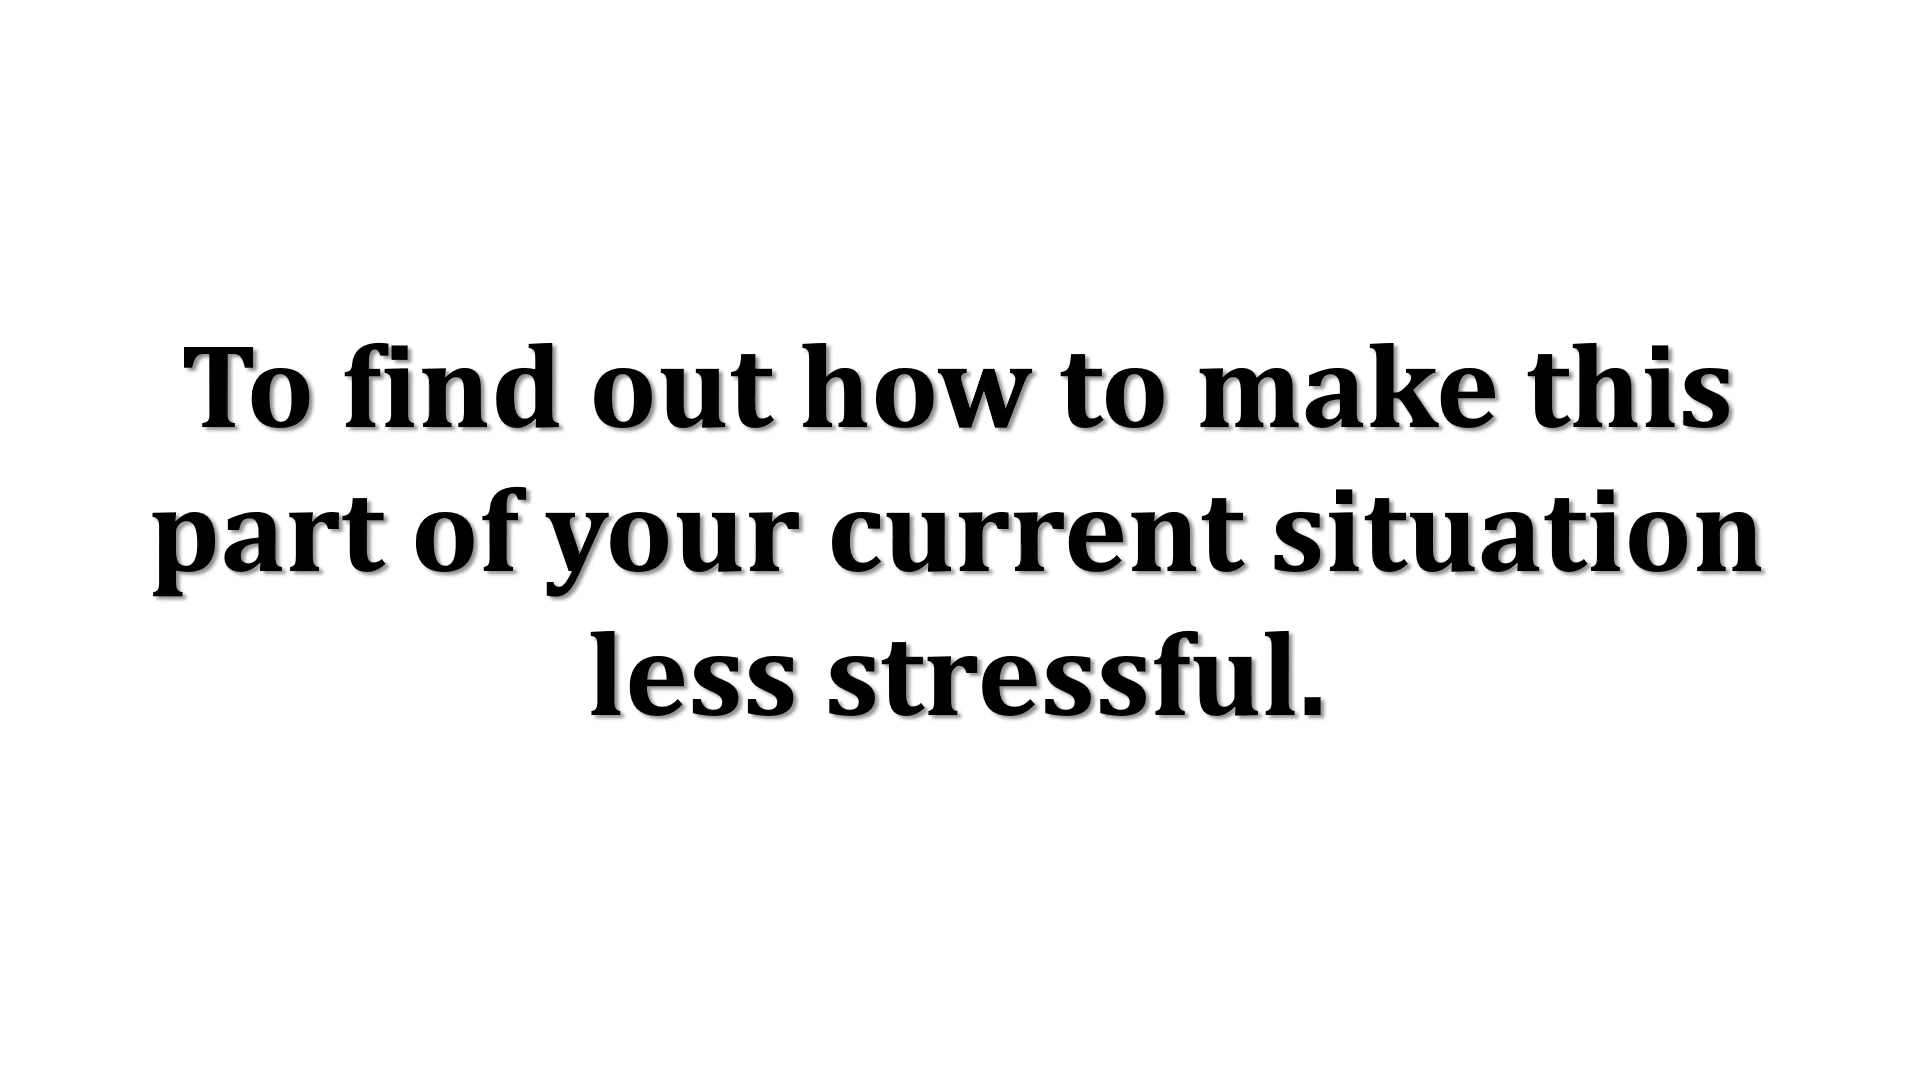 To find out how to make this
part of your current situation
less stressful.